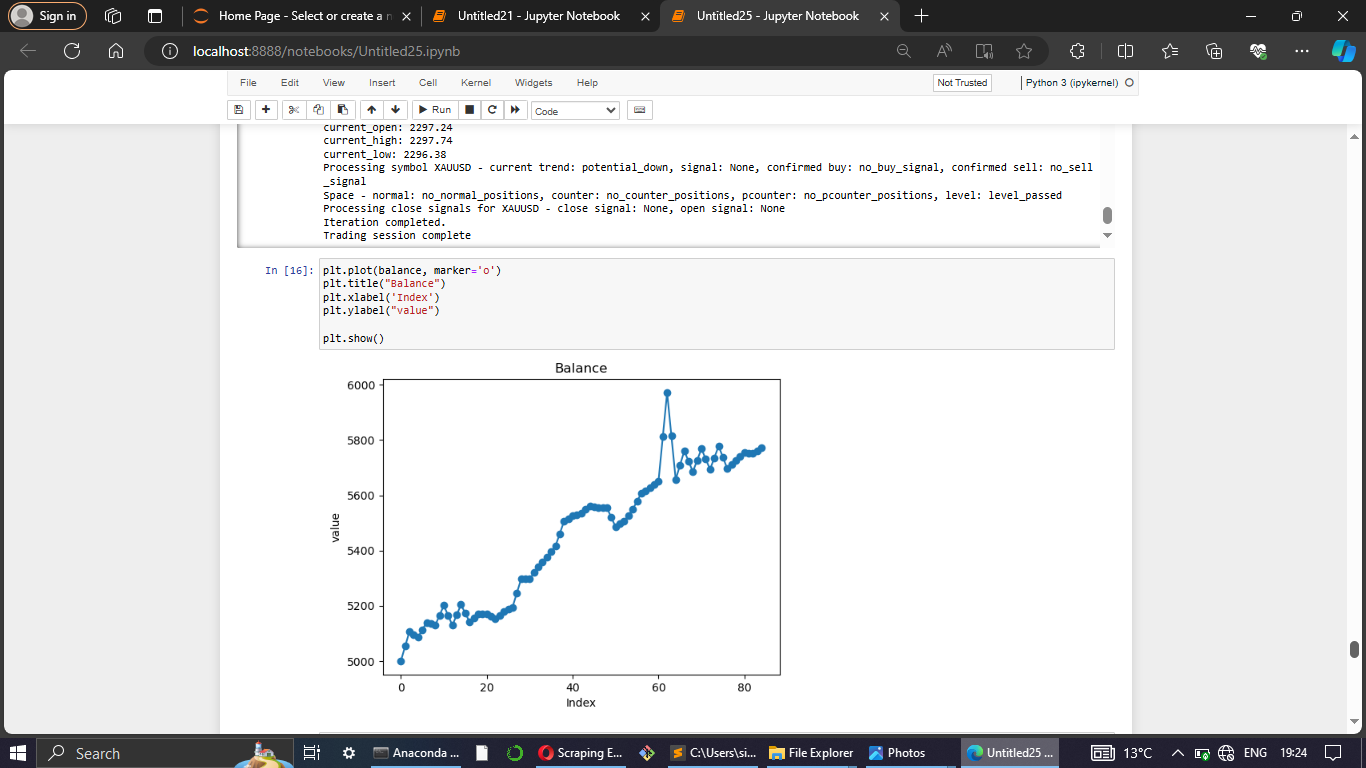 Sign in
Home Page - Select or create a n
Untitled21 - Jupyter Notebook
Untitled25 - Jupyter Notebook
localhost:8888/notebooks/Untitled25.ipynb
File Edit View Insert Cell Kernel Widgets Help
Not Trusted
Python 3 (ipykernel)
Run
Code
current_open: 2297.24
current_high: 2297.74
current_low: 2296.38
Processing symbol XAUUSD - current trend: potential_down, signal: None, confirmed buy: no_buy_signal, confirmed sell: no_sell
_signal
Space - normal: no_normal_positions, counter: no_counter_positions, pcounter: no_pcounter_positions, level: level_passed
Processing close signals for XAUUSD - close signal: None, open signal: None
Iteration completed.
Trading session complete
In [16]:
plt.plot(balance, marker='o')
plt.title("Balance")
plt.xlabel('Index')
plt.ylabel("value")
plt.show()
Balance
6000
5800
5600
5400
5200
5000
value
0 20 40 60 80
Index
Search
Anaconda ...
Scraping E...
C:\Users\si...
File Explorer
Photos
Untitled25 ...
13°C
ENG
19:24